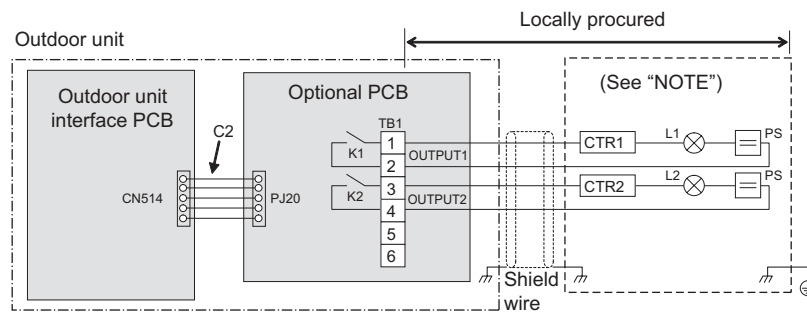 Locally procured
Outdoor unit
Outdoor unit
interface PCB
C2
CN514
PJ20
Optional PCB
TB1
K1
1
2
OUTPUT1
K2
3
4
OUTPUT2
5
6
Shield
wire
(See “NOTE”)
CTR1
L1
PS
CTR2
L2
PS